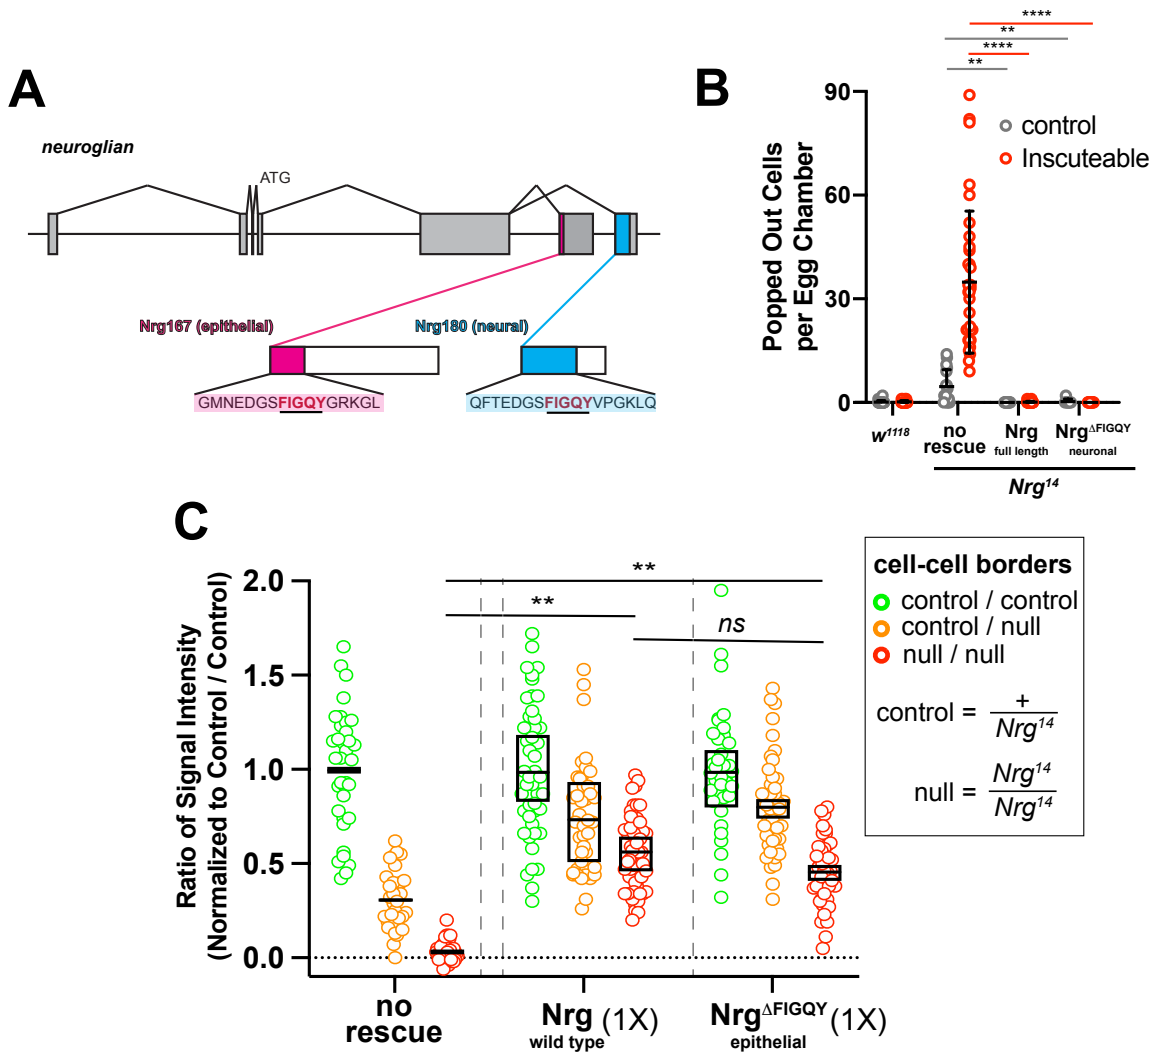 A
neuroglian
ATG
Nrg167 (epithelial)
Nrg180 (neural)
GMNEDGSFIGQYGRKGL
QFTEDGSFIGQYVPGKLQ
B
****
**
****
**
Popped Out Cells
per Egg Chamber
90
60
30
0
control
Inscuteable
w1118
no
rescue
Nrg
full length
NrgΔFIGQY
neuronal
Nrg14
C
Ratio of Signal Intensity
(Normalized to Control / Control)
2.0
1.5
1.0
0.5
0.0
**
**
ns
no
rescue
Nrg (1X)
wild type
NrgΔFIGQY (1X)
epithelial
cell-cell borders
control / control
control / null
null / null
control = +
Nrg14
null = Nrg14
Nrg14